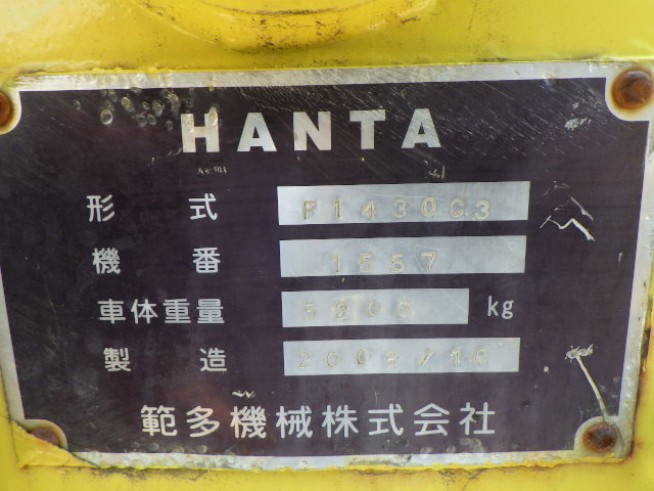 HANTA
形式 F1430C3
機番 1557
車体重量 kg
製造
範多機械株式会社